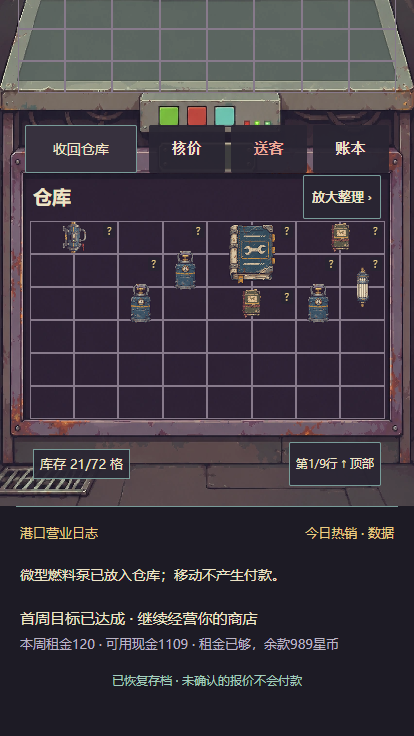 收回仓库 核价 送客 账本
仓库 放大整理 ›
? ? ? ?
? ? ?
? ?
库存 21/72 格 第1/9行 ↑ 顶部
港口营业日志 今日热销 · 数据
微型燃料泵已放入仓库；移动不产生付款。
首周目标已达成 · 继续经营你的商店
本周租金120 · 可用现金1109 · 租金已够，余款989星币
已恢复存档 · 未确认的报价不会付款